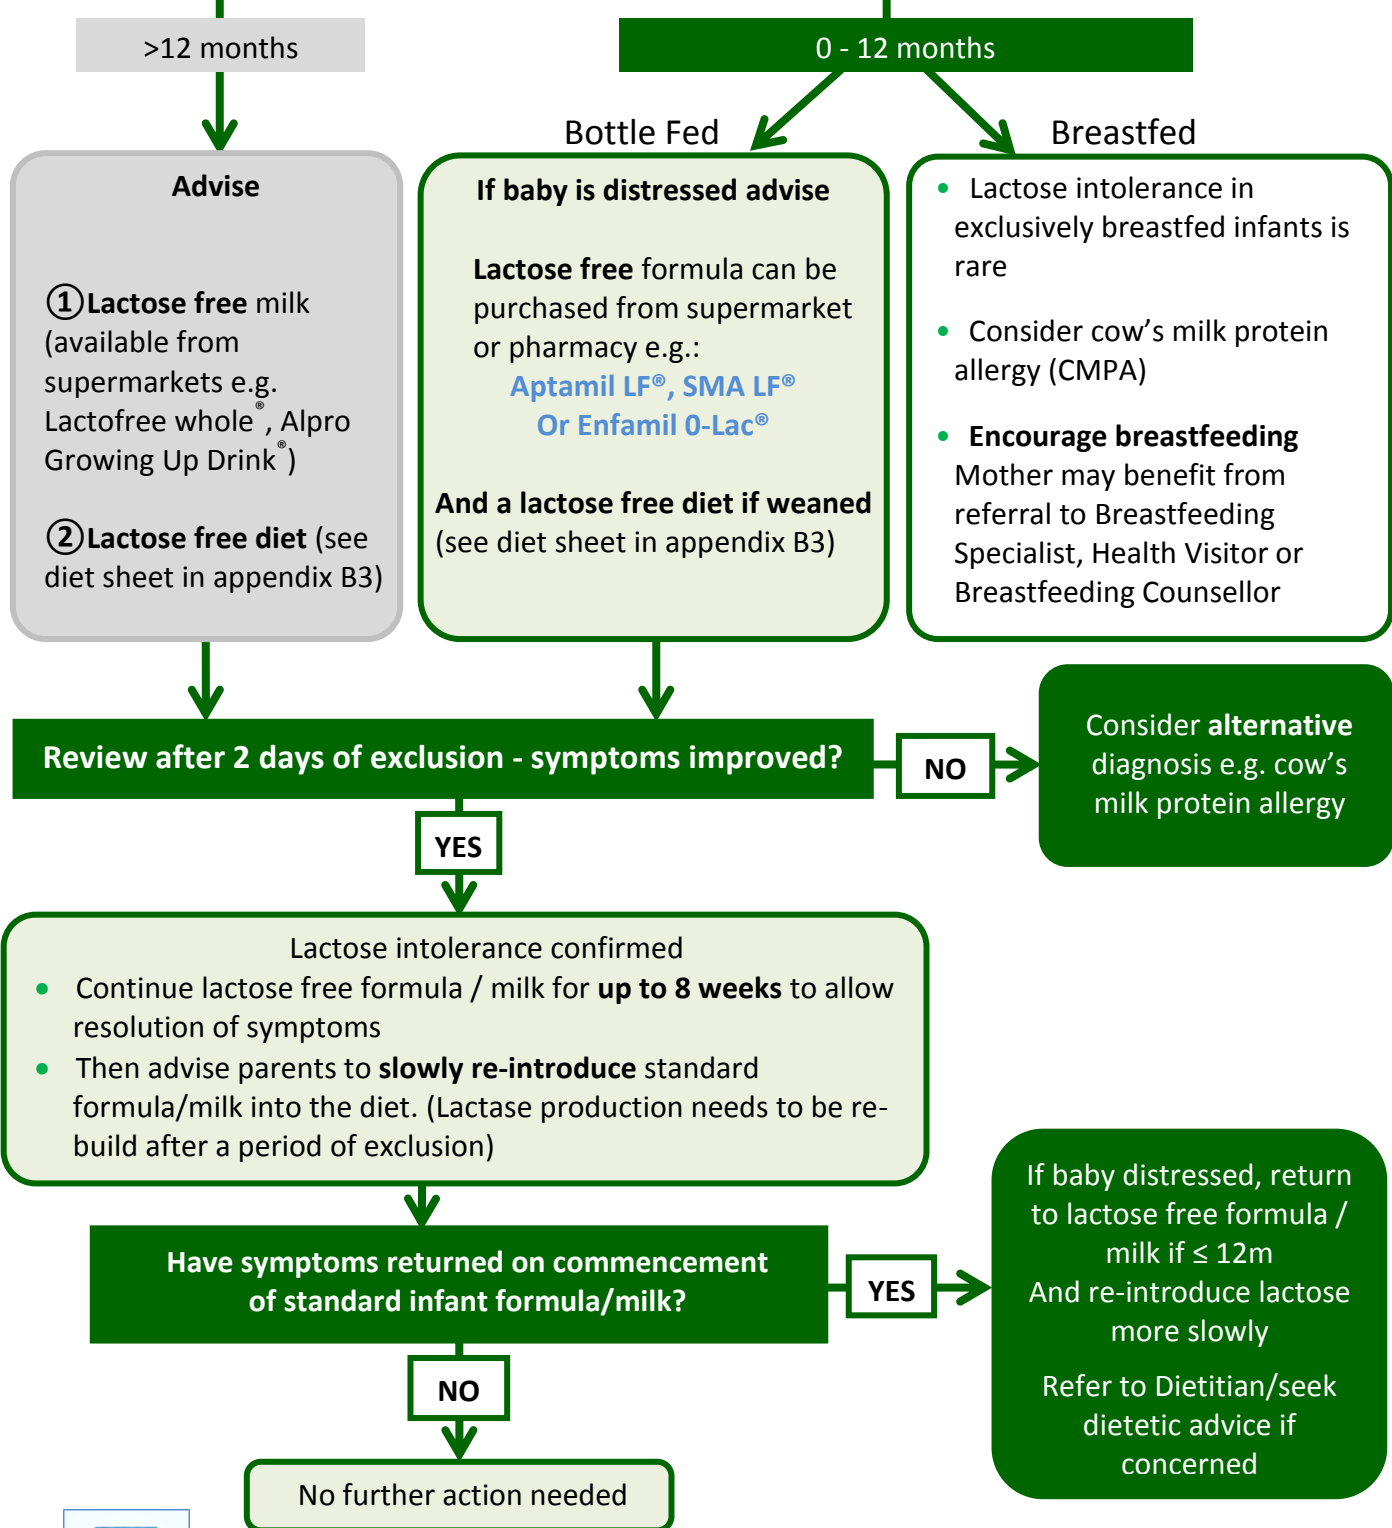 >12 months
0 - 12 months
Bottle Fed
Breastfed
Advise
①Lactose free milk
(available from
supermarkets e.g.
Lactofree whole®, Alpro
Growing Up Drink®)
②Lactose free diet (see
diet sheet in appendix B3)
If baby is distressed advise
Lactose free formula can be
purchased from supermarket
or pharmacy e.g.:
Aptamil LF®, SMA LF®
Or Enfamil 0-Lac®
And a lactose free diet if weaned
(see diet sheet in appendix B3)
• Lactose intolerance in
exclusively breastfed infants is
rare
• Consider cow's milk protein
allergy (CMPA)
• Encourage breastfeeding
Mother may benefit from
referral to Breastfeeding
Specialist, Health Visitor or
Breastfeeding Counsellor
Review after 2 days of exclusion - symptoms improved?
NO
Consider alternative
diagnosis e.g. cow's
milk protein allergy
YES
Lactose intolerance confirmed
• Continue lactose free formula / milk for up to 8 weeks to allow
resolution of symptoms
• Then advise parents to slowly re-introduce standard
formula/milk into the diet. (Lactase production needs to be re-
build after a period of exclusion)
Have symptoms returned on commencement
of standard infant formula/milk?
YES
If baby distressed, return
to lactose free formula /
milk if ≤ 12m
And re-introduce lactose
more slowly
Refer to Dietitian/seek
dietetic advice if
concerned
NO
No further action needed